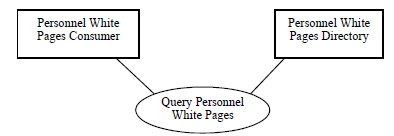 Personnel White
Pages Consumer
Personnel White
Pages Directory
Query Personnel
White Pages